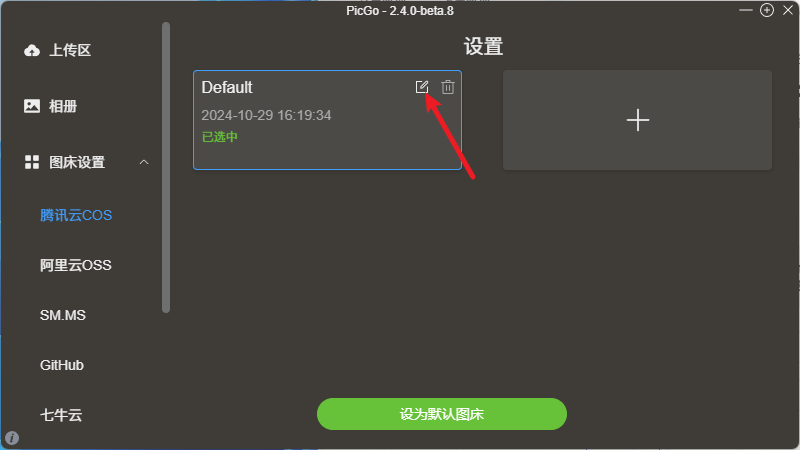 PicGo - 2.4.0-beta.8
上传区
相册
图床设置
腾讯云COS
阿里云OSS
SM.MS
GitHub
七牛云
设置
Default
2024-10-29 16:19:34
已选中
设为默认图床